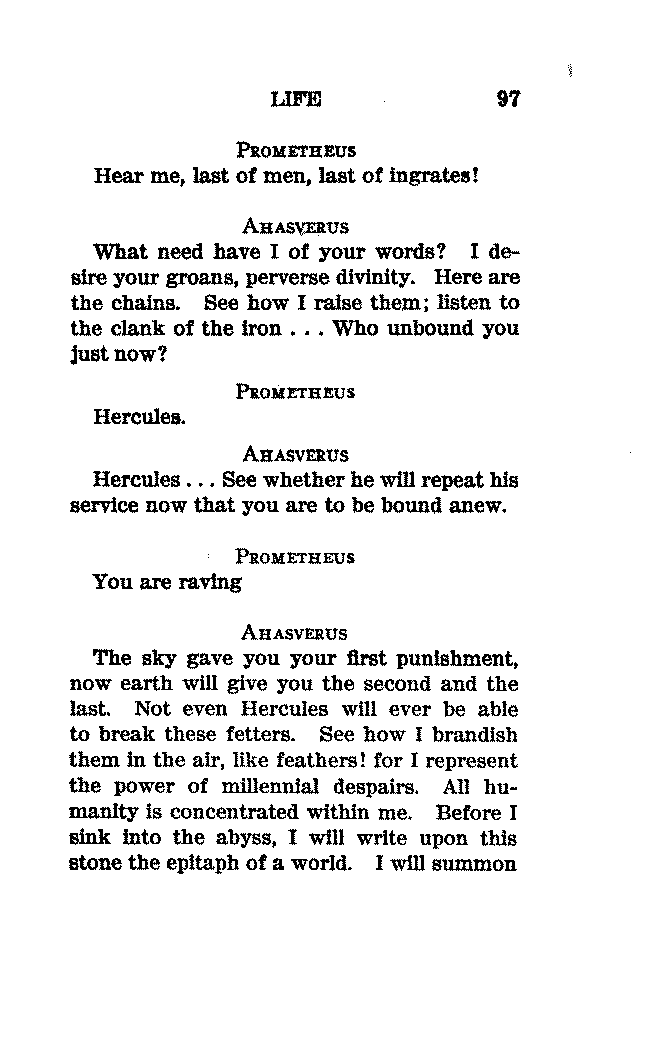 LIFE 97
PROMETHEUS
Hear me, last of men, last of ingrates!
AHASVERUS
What need have I of your words? I de-
sire your groans, perverse divinity. Here are
the chains. See how I raise them; listen to
the clank of the iron . . . Who unbound you
just now?
PROMETHEUS
Hercules.
AHASVERUS
Hercules . . . See whether he will repeat his
service now that you are to be bound anew.
PROMETHEUS
You are raving
AHASVERUS
The sky gave you your first punishment,
now earth will give you the second and the
last. Not even Hercules will ever be able
to break these fetters. See how I brandish
them in the air, like feathers! for I represent
the power of millennial despairs. All hu-
manity is concentrated within me. Before I
sink into the abyss, I will write upon this
stone the epitaph of a world. I will summon